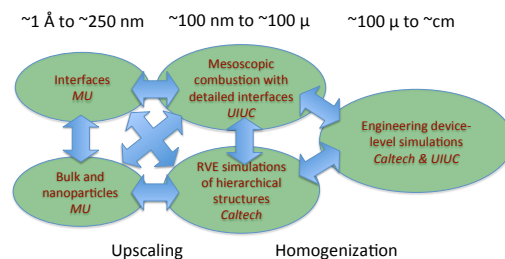 ~1 Å to ~250 nm
~100 nm to ~100 μ
~100 μ to ~cm
Interfaces
MU
Mesoscopic
combustion with
detailed interfaces
UIUC
Engineering device-
level simulations
Caltech & UIUC
Bulk and
nanoparticles
MU
RVE simulations
of hierarchical
structures
Caltech
Upscaling
Homogenization